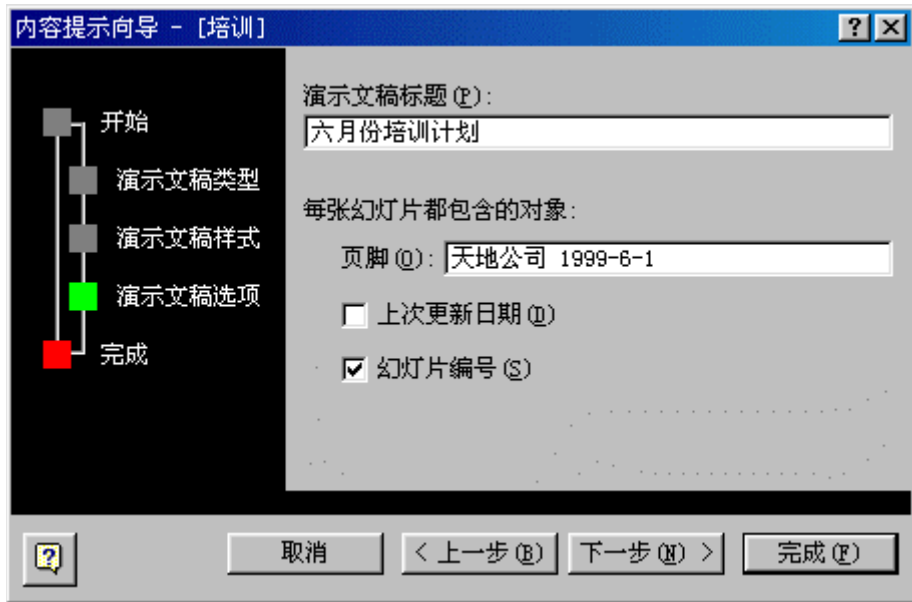 内容提示向导 - [培训]
开始
演示文稿类型
演示文稿样式
演示文稿选项
完成
演示文稿标题(P):
六月份培训计划
每张幻灯片都包含的对象:
页脚(O): 天地公司 1999-6-1
上次更新日期(D)
幻灯片编号(S)
取消 < 上一步(B) 下一步(N) > 完成(F)